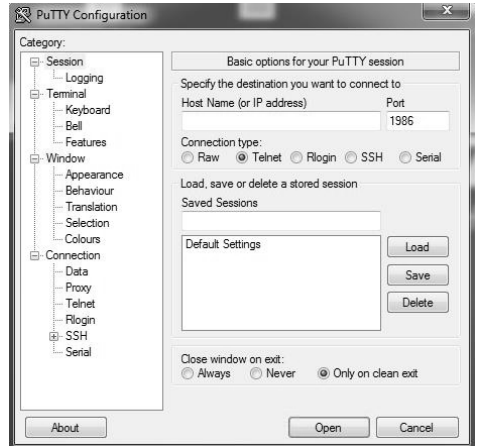 PuTTY Configuration
Category:
Session
Logging
Terminal
Keyboard
Bell
Features
Window
Appearance
Behaviour
Translation
Selection
Colours
Connection
Data
Proxy
Telnet
Rlogin
SSH
Serial
Basic options for your PuTTY session
Specify the destination you want to connect to
Host Name (or IP address) Port
1986
Connection type:
Raw Telnet Rlogin SSH Serial
Load, save or delete a stored session
Saved Sessions
Default Settings
Load
Save
Delete
Close window on exit:
Always Never Only on clean exit
About Open Cancel